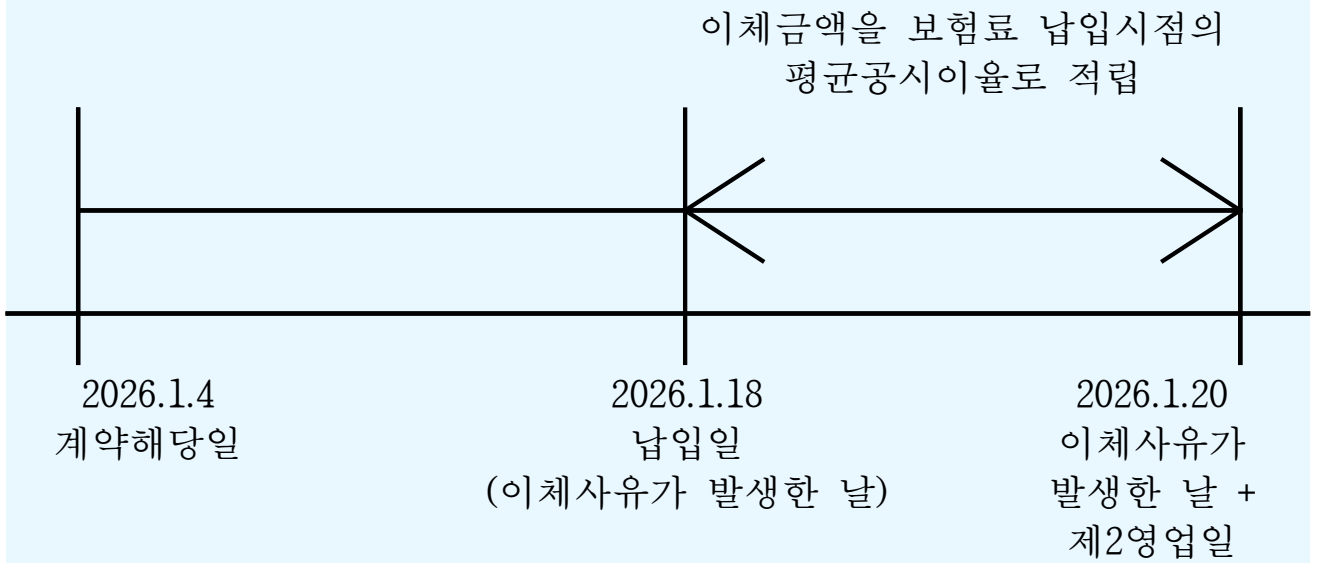 이체금액을 보험료 납입시점의
평균공시이율로 적립
2026.1.4
계약해당일
2026.1.18
납입일
(이체사유가 발생한 날)
2026.1.20
이체사유가
발생한 날 +
제2영업일